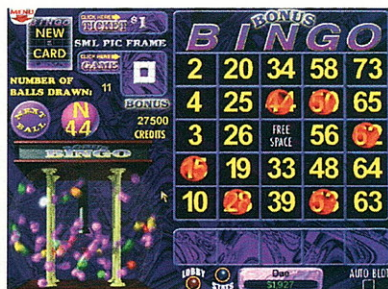 MENU
BINGO
NEW
CARD
CLICK HERE
TICKET $1
SML PIC FRAME
CLICK HERE
GAME
NUMBER OF
BALLS DRAWN: 11
BONUS
NEXT
BALL
N
44
27500
CREDITS
BINGO
BONUS
BINGO
2 20 34 58 73
4 25 44 50 65
3 26 FREE SPACE 56 62
15 19 33 48 64
10 28 39 53 63
LOBBY
STATS
$1927
AUTO BLOT